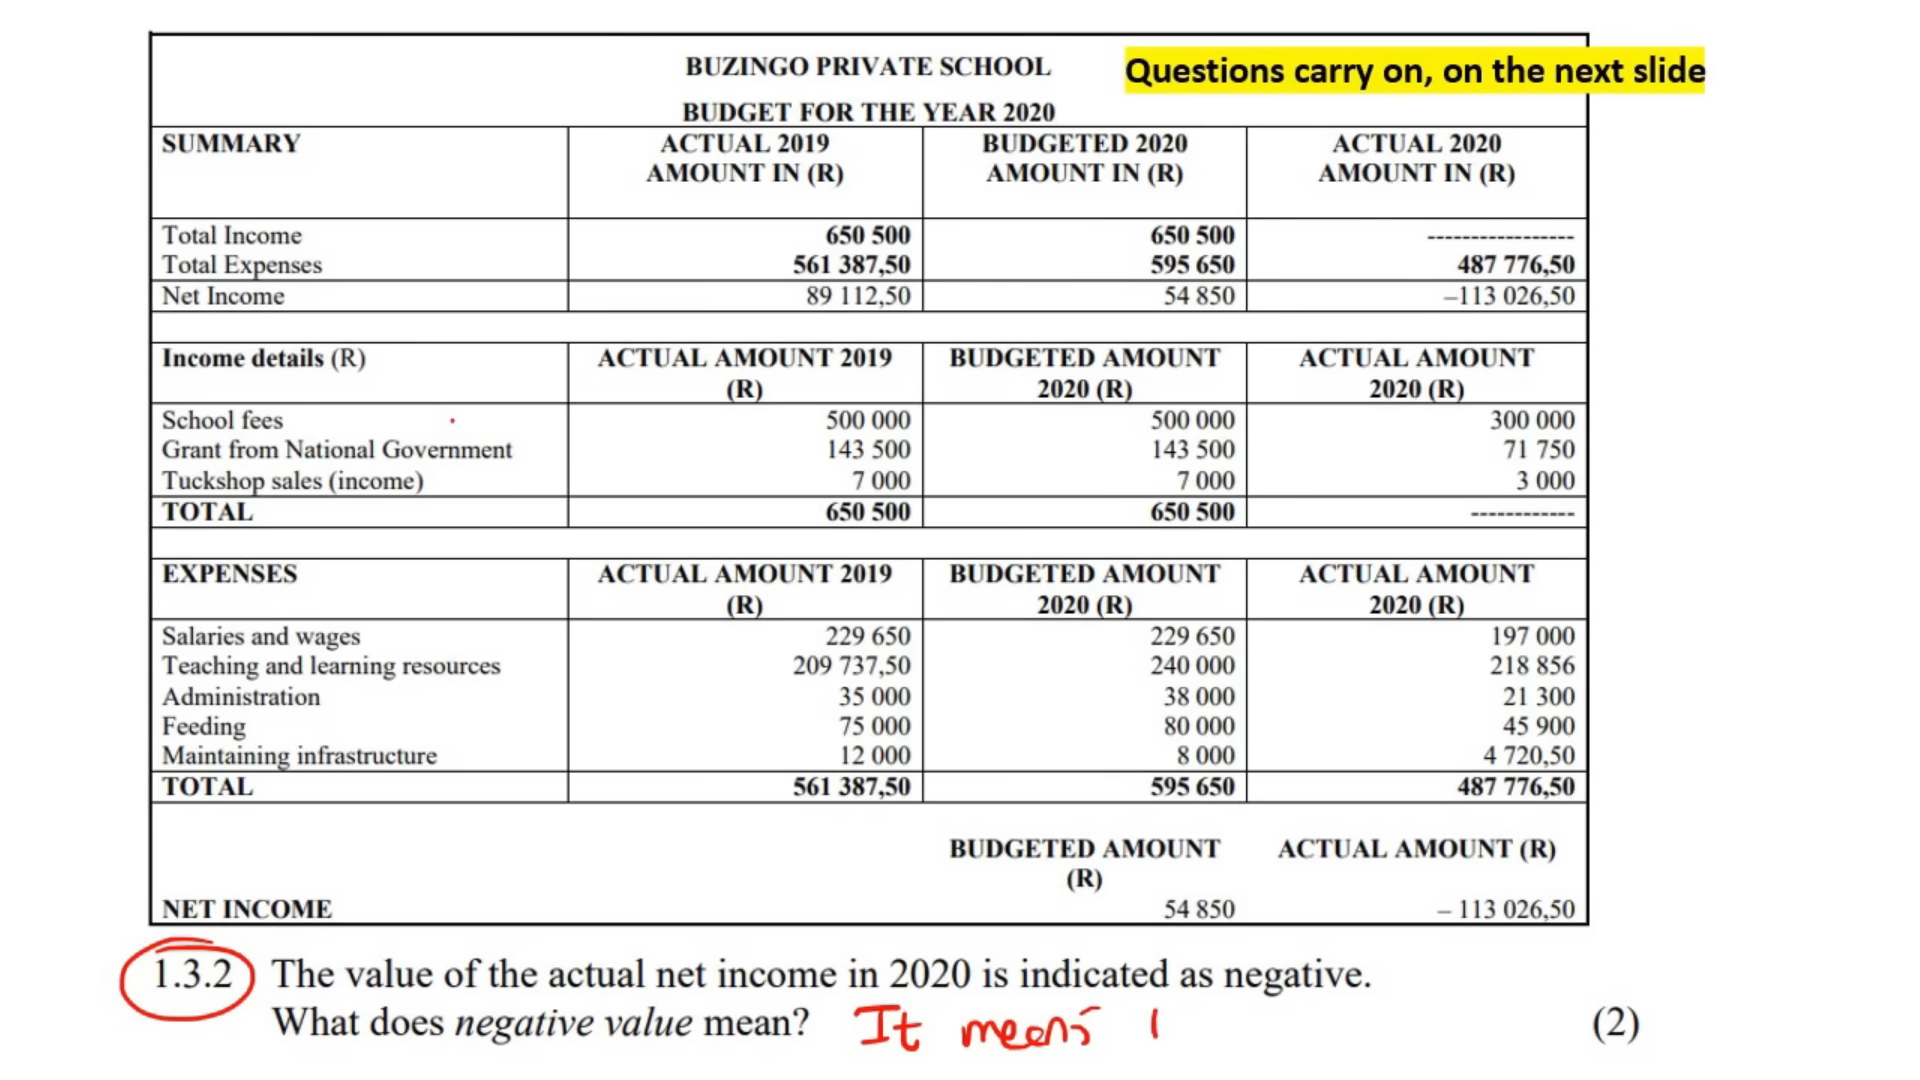 BUZINGO PRIVATE SCHOOL
Questions carry on, on the next slide
BUDGET FOR THE YEAR 2020
SUMMARY ACTUAL 2019 AMOUNT IN (R) BUDGETED 2020 AMOUNT IN (R) ACTUAL 2020 AMOUNT IN (R)
Total Income 650 500 650 500 -----------------
Total Expenses 561 387,50 595 650 487 776,50
Net Income 89 112,50 54 850 –113 026,50
Income details (R) ACTUAL AMOUNT 2019 (R) BUDGETED AMOUNT 2020 (R) ACTUAL AMOUNT 2020 (R)
School fees 500 000 500 000 300 000
Grant from National Government 143 500 143 500 71 750
Tuckshop sales (income) 7 000 7 000 3 000
TOTAL 650 500 650 500 ------------
EXPENSES ACTUAL AMOUNT 2019 (R) BUDGETED AMOUNT 2020 (R) ACTUAL AMOUNT 2020 (R)
Salaries and wages 229 650 229 650 197 000
Teaching and learning resources 209 737,50 240 000 218 856
Administration 35 000 38 000 21 300
Feeding 75 000 80 000 45 900
Maintaining infrastructure 12 000 8 000 4 720,50
TOTAL 561 387,50 595 650 487 776,50
BUDGETED AMOUNT (R) ACTUAL AMOUNT (R)
NET INCOME 54 850 – 113 026,50
1.3.2 The value of the actual net income in 2020 is indicated as negative.
What does negative value mean? It means (2)